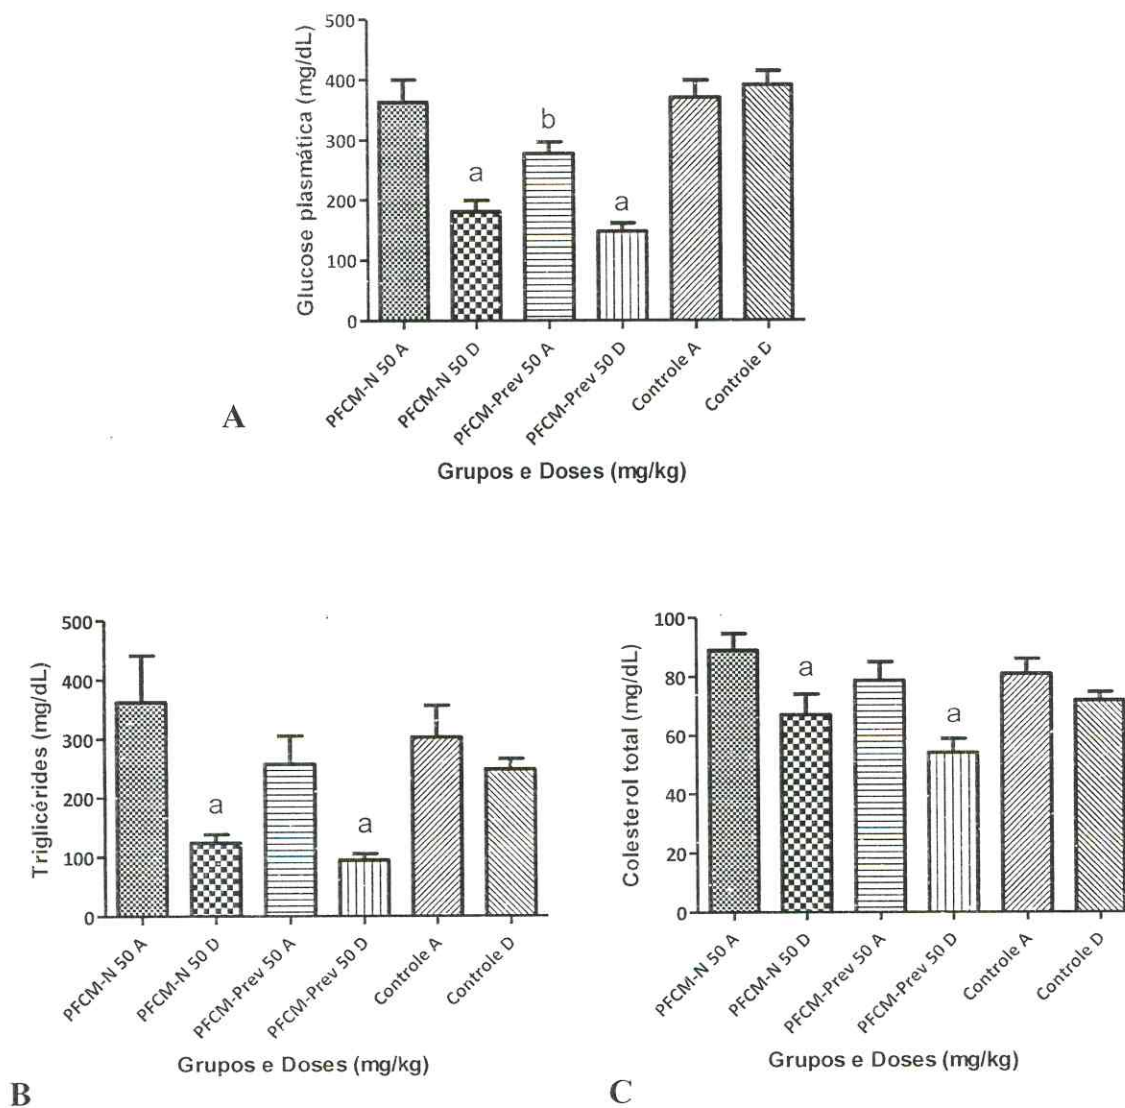 Glucose plasmática (mg/dL)
500
400
300
200
100
0
a
b
a
PFCM-N 50 A
PFCM-N 50 D
PFCM-Prev 50 A
PFCM-Prev 50 D
Controle A
Controle D
A
Grupos e Doses (mg/kg)
Triglicérides (mg/dL)
500
400
300
200
100
0
a
a
PFCM-N 50 A
PFCM-N 50 D
PFCM-Prev 50 A
PFCM-Prev 50 D
Controle A
Controle D
Grupos e Doses (mg/kg)
B
Colesterol total (mg/dL)
100
80
60
40
20
0
a
a
PFCM-N 50 A
PFCM-N 50 D
PFCM-Prev 50 A
PFCM-Prev 50 D
Controle A
Controle D
Grupos e Doses (mg/kg)
C